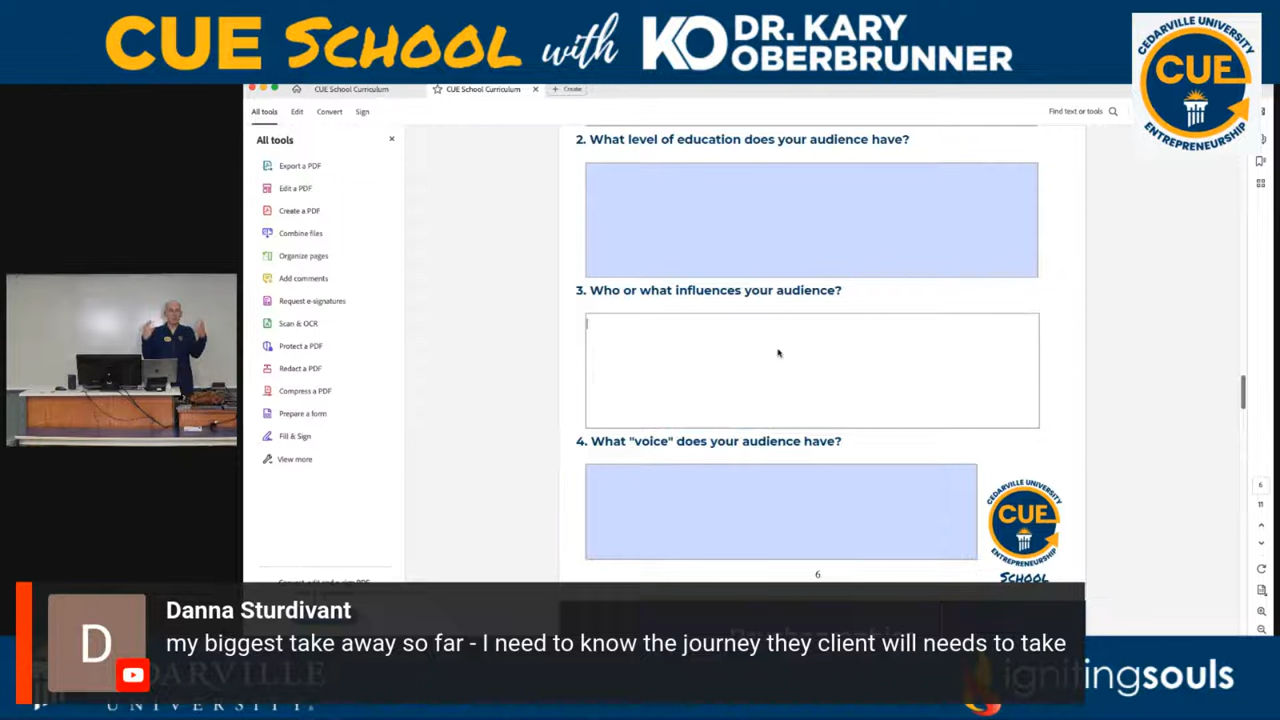 CUE SCHOOL with KO DR. KARY OBERBRUNNER
CEDARVILLE UNIVERSITY
CUE
ENTREPRENEURSHIP
CUE School Curriculum
CUE School Curriculum
Create
All tools
Edit
Convert
Sign
Find text or tools
All tools
Export a PDF
Edit a PDF
Create a PDF
Combine files
Organize pages
Add comments
Request e-signatures
Scan & OCR
Protect a PDF
Redact a PDF
Compress a PDF
Prepare a form
Fill & Sign
View more
2. What level of education does your audience have?
3. Who or what influences your audience?
4. What "voice" does your audience have?
CEDARVILLE UNIVERSITY
CUE
ENTREPRENEURSHIP
SCHOOL
6
6
11
Danna Sturdivant
D
my biggest take away so far - I need to know the journey they client will needs to take
UNIVERSITY.
ignitingsouls